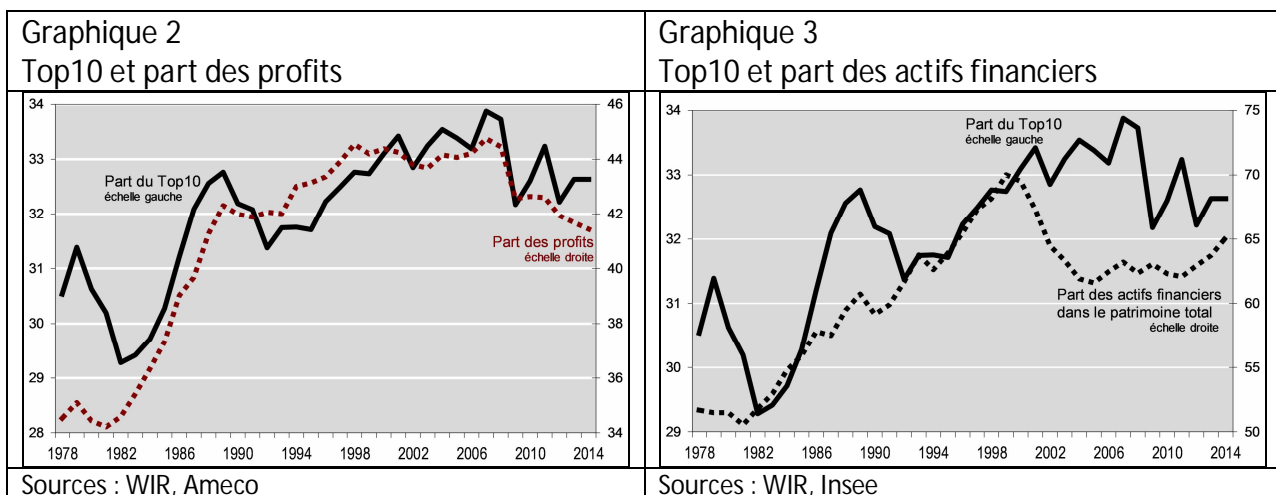 Graphique 2
Top10 et part des profits
34
33
32
31
30
29
28
46
44
42
40
38
36
34
Part du Top10
échelle gauche
Part des profits
échelle droite
1978 1982 1986 1990 1994 1998 2002 2006 2010 2014
Sources : WIR, Ameco
Graphique 3
Top10 et part des actifs financiers
34
33
32
31
30
29
75
70
65
60
55
50
Part du Top10
échelle gauche
Part des actifs financiers
dans le patrimoine total
échelle droite
1978 1982 1986 1990 1994 1998 2002 2006 2010 2014
Sources : WIR, Insee